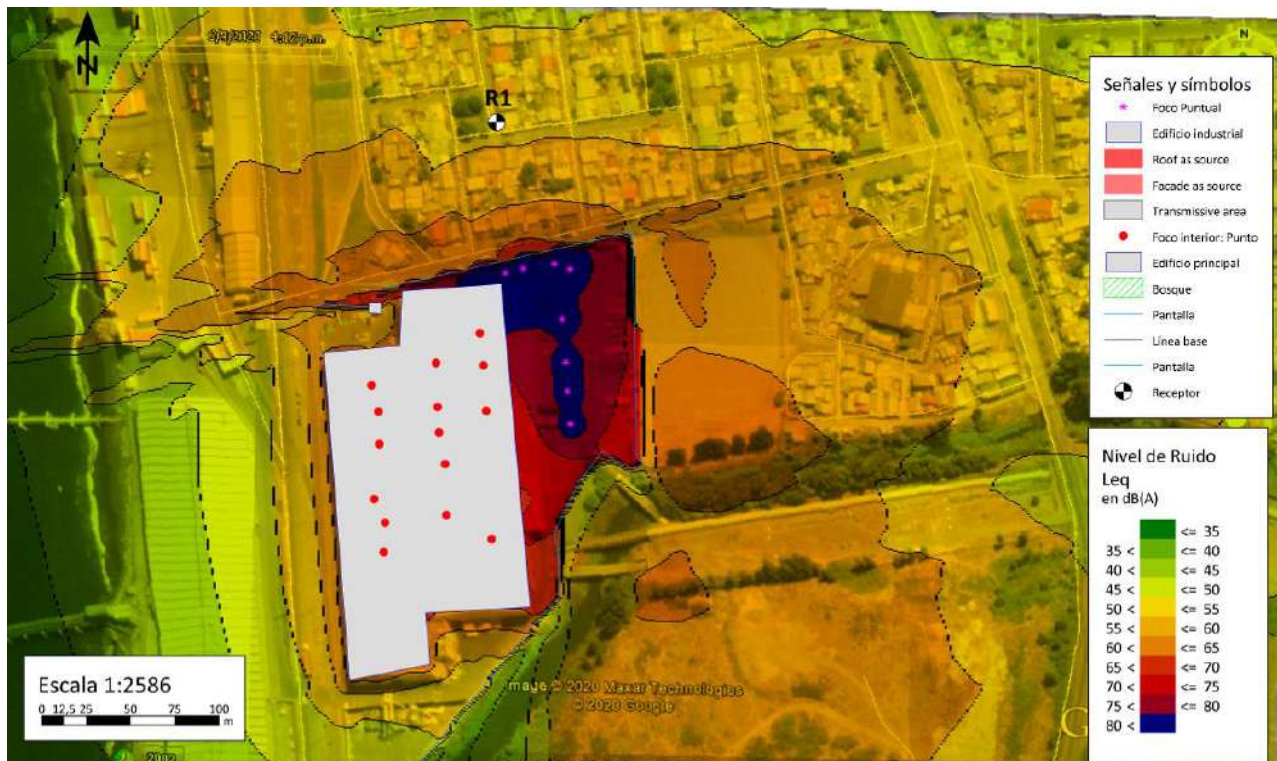 4:12 p.m.
N
R1
N
Señales y símbolos
Foco Puntual
Edificio industrial
Roof as source
Facade as source
Transmissive area
Foco interior: Punto
Edificio principal
Bosque
Pantalla
Línea base
Pantalla
Receptor
Nivel de Ruido
Leq
en dB(A)
<= 35
35 < <= 40
40 < <= 45
45 < <= 50
50 < <= 55
55 < <= 60
60 < <= 65
65 < <= 70
70 < <= 75
75 < <= 80
80 <
Escala 1:2586
0 12,5 25 50 75 100
m
mage © 2020 Maxar Technologies
© 2020 Google
G